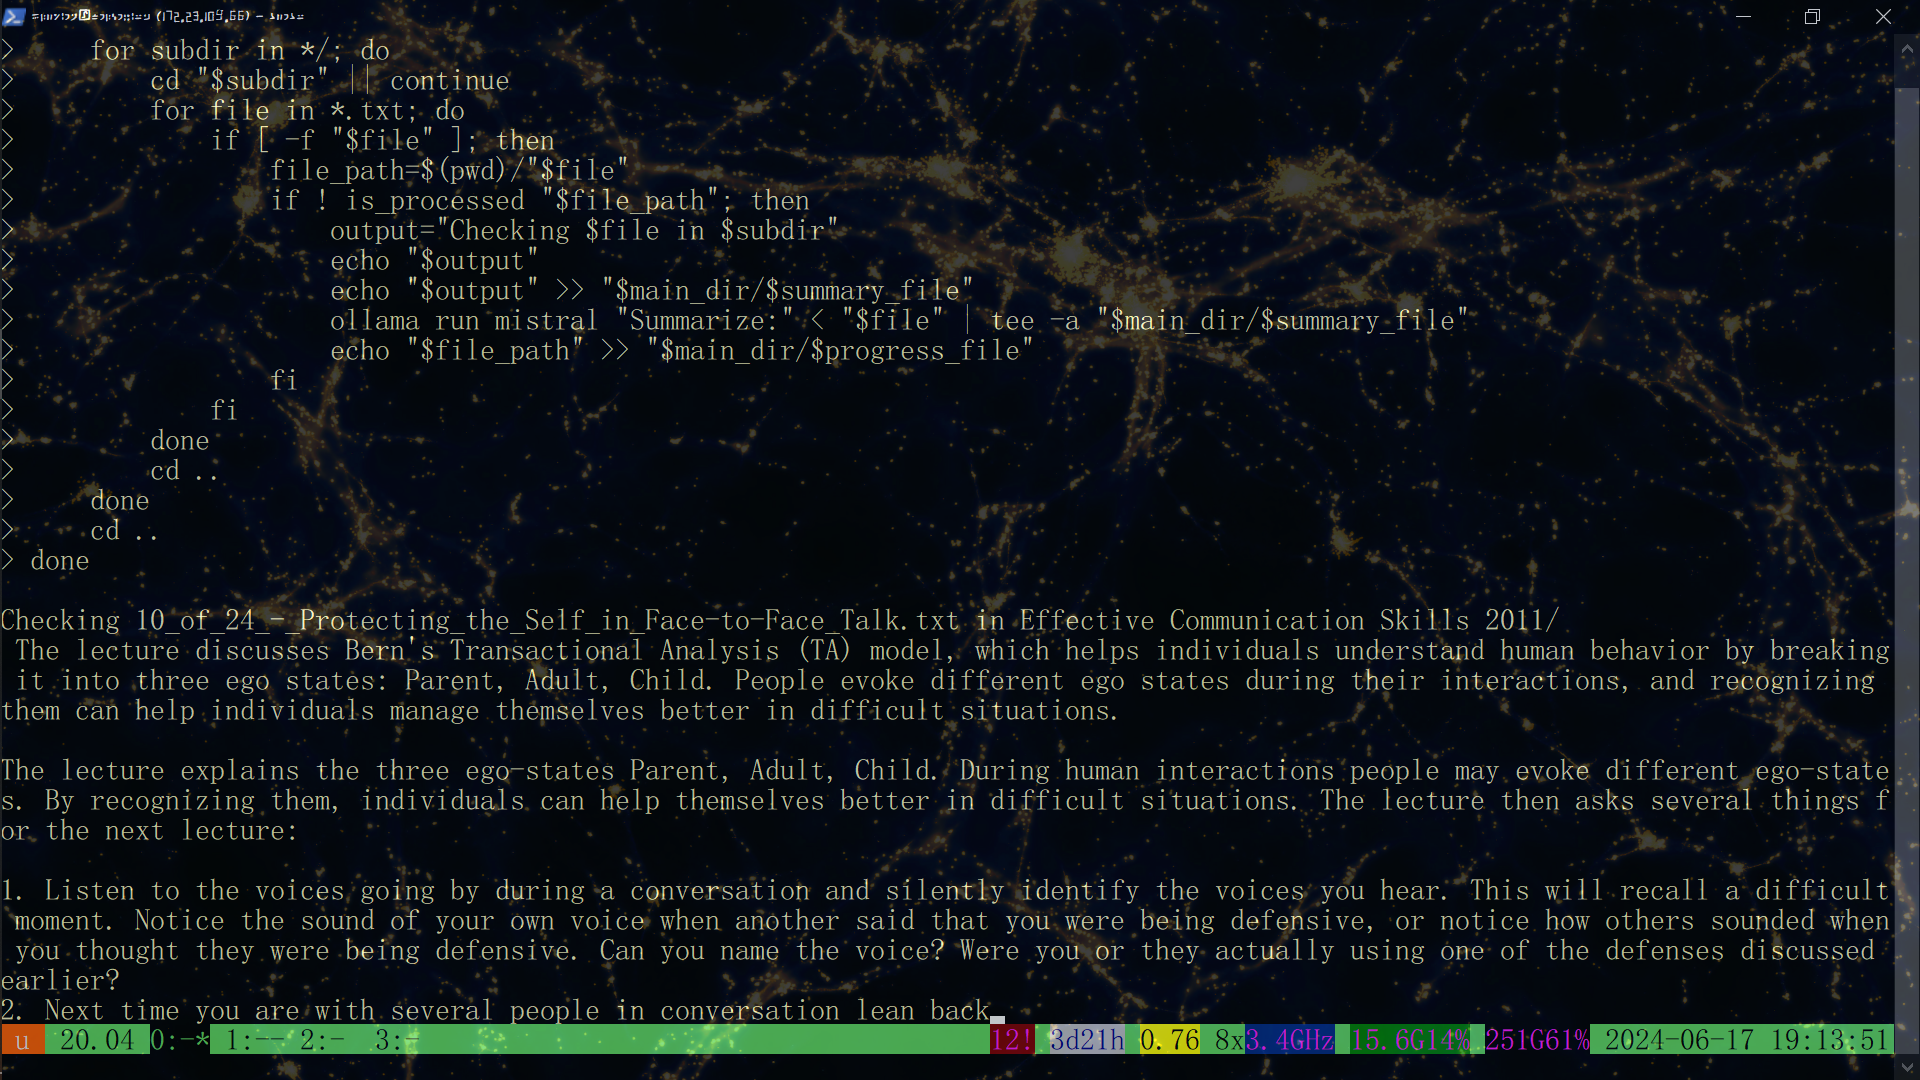 (172.23.109.66)
>     for subdir in */; do
>         cd "$subdir" || continue
>         for file in *.txt; do
>             if [ -f "$file" ]; then
>                 file_path=$(pwd)/"$file"
>                 if ! is_processed "$file_path"; then
>                     output="Checking $file in $subdir"
>                     echo "$output"
>                     echo "$output" >> "$main_dir/$summary_file"
>                     ollama run mistral "Summarize:" < "$file" | tee -a "$main_dir/$summary_file"
>                     echo "$file_path" >> "$main_dir/$progress_file"
>                 fi
>             fi
>         done
>         cd ..
>     done
>     cd ..
> done
Checking 10_of_24_-_Protecting_the_Self_in_Face-to-Face_Talk.txt in Effective Communication Skills 2011/
 The lecture discusses Bern's Transactional Analysis (TA) model, which helps individuals understand human behavior by breaking
 it into three ego states: Parent, Adult, Child. People evoke different ego states during their interactions, and recognizing
them can help individuals manage themselves better in difficult situations.
The lecture explains the three ego-states Parent, Adult, Child. During human interactions people may evoke different ego-state
s. By recognizing them, individuals can help themselves better in difficult situations. The lecture then asks several things f
or the next lecture:
1. Listen to the voices going by during a conversation and silently identify the voices you hear. This will recall a difficult
 moment. Notice the sound of your own voice when another said that you were being defensive, or notice how others sounded when
 you thought they were being defensive. Can you name the voice? Were you or they actually using one of the defenses discussed
earlier?
2. Next time you are with several people in conversation lean back
u 20.04 0:-* 1:-- 2:- 3:- 12! 3d21h 0.76 8x3.4GHz 15.6G14% 251G61% 2024-06-17 19:13:51